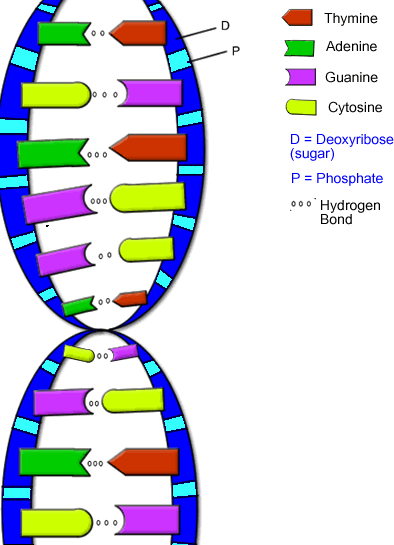 D
P
Thymine
Adenine
Guanine
Cytosine
D = Deoxyribose
(sugar)
P = Phosphate
Hydrogen
Bond